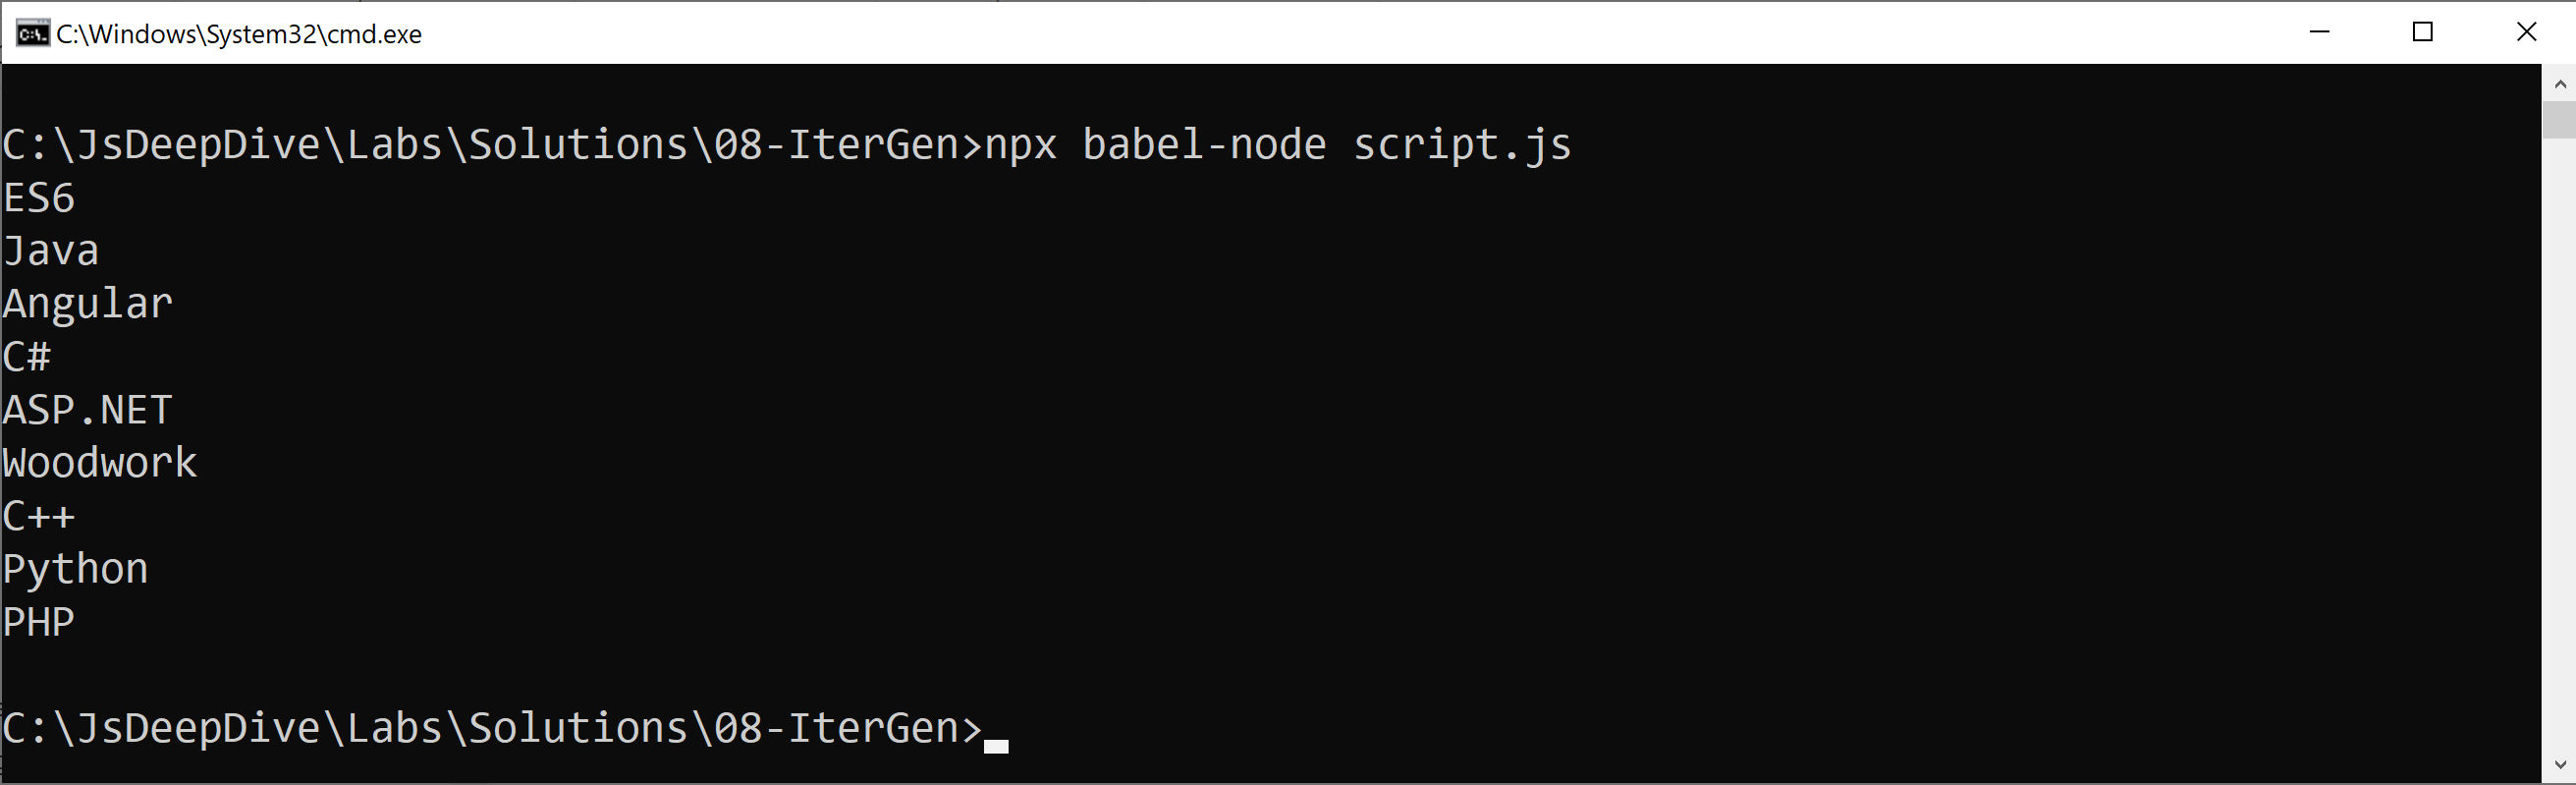 C:\Windows\System32\cmd.exe
C:\JsDeepDive\Labs\Solutions\08-IterGen>npx babel-node script.js
ES6
Java
Angular
C#
ASP.NET
Woodwork
C++
Python
PHP
C:\JsDeepDive\Labs\Solutions\08-IterGen>